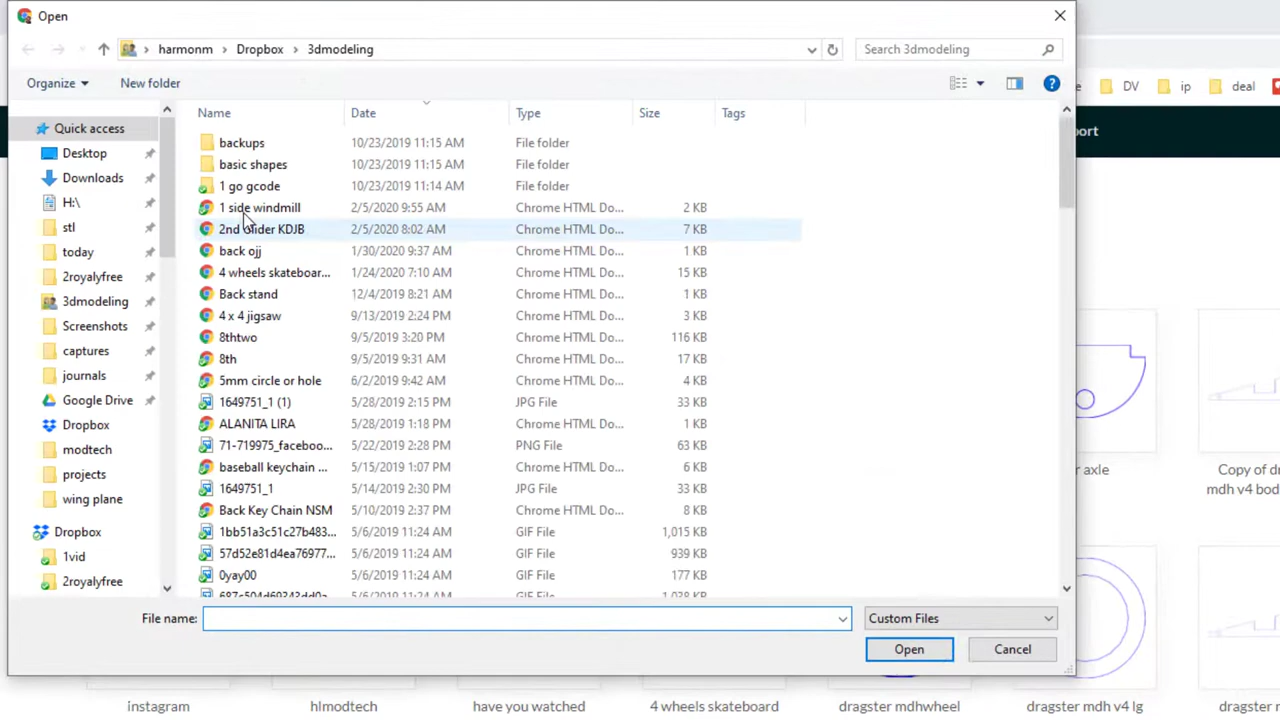 Open
harmonm > Dropbox > 3dmodeling
Search 3dmodeling
Organize
New folder
DV
ip
deal
Name
Date
Type
Size
Tags
Quick access
Desktop
Downloads
H:\
stl
today
2royalyfree
3dmodeling
Screenshots
captures
journals
Google Drive
Dropbox
modtech
projects
wing plane
Dropbox
1vid
2royalyfree
backups 10/23/2019 11:15 AM File folder
basic shapes 10/23/2019 11:15 AM File folder
1 go gcode 10/23/2019 11:14 AM File folder
1 side windmill 2/5/2020 9:55 AM Chrome HTML Do... 2 KB
2nd slider KDJB 2/5/2020 8:02 AM Chrome HTML Do... 7 KB
back ojj 1/30/2020 9:37 AM Chrome HTML Do... 1 KB
4 wheels skateboar... 1/24/2020 7:10 AM Chrome HTML Do... 15 KB
Back stand 12/4/2019 8:21 AM Chrome HTML Do... 1 KB
4 x 4 jigsaw 9/13/2019 2:24 PM Chrome HTML Do... 3 KB
8thtwo 9/5/2019 3:20 PM Chrome HTML Do... 116 KB
8th 9/5/2019 9:31 AM Chrome HTML Do... 17 KB
5mm circle or hole 6/2/2019 9:42 AM Chrome HTML Do... 4 KB
1649751_1 (1) 5/28/2019 2:15 PM JPG File 33 KB
ALANITA LIRA 5/28/2019 1:18 PM Chrome HTML Do... 1 KB
71-719975_faceboo... 5/22/2019 2:28 PM PNG File 63 KB
baseball keychain ... 5/15/2019 1:07 PM Chrome HTML Do... 6 KB
1649751_1 5/14/2019 2:30 PM JPG File 33 KB
Back Key Chain NSM 5/10/2019 2:37 PM Chrome HTML Do... 8 KB
1bb51a3c51c27b483... 5/6/2019 11:24 AM GIF File 1,015 KB
57d52e81d4ea76977... 5/6/2019 11:24 AM GIF File 939 KB
0yay00 5/6/2019 11:24 AM GIF File 177 KB
5/6/2019 11:24 AM GIF File 1,038 KB
File name:
Custom Files
Open
Cancel
port
axle
Copy of d
mdh v4 bod
instagram
hlmodtech
have you watched
4 wheels skateboard
dragster mdhwheel
dragster mdh v4 lg
dragster